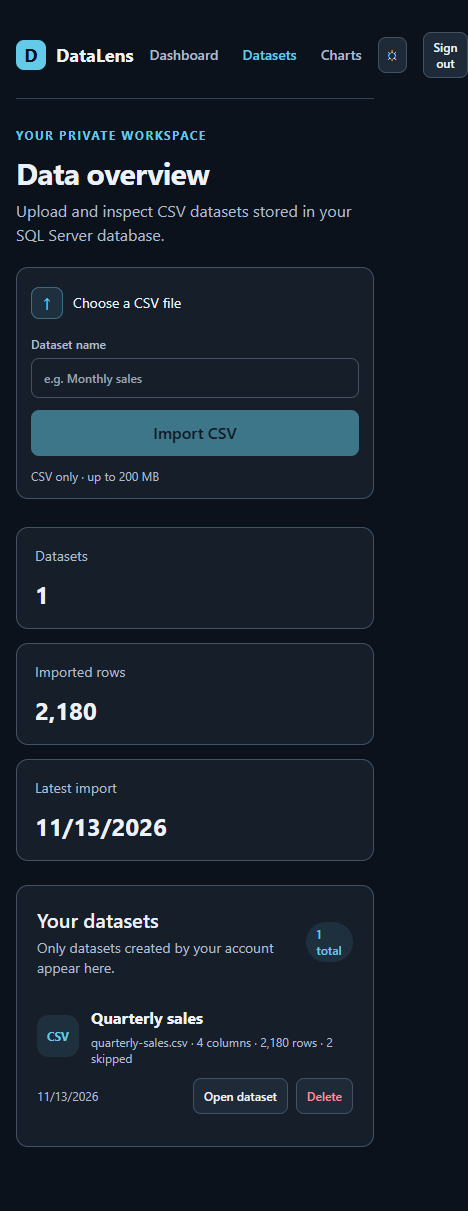 D DataLens Dashboard Datasets Charts Sign out
YOUR PRIVATE WORKSPACE
Data overview
Upload and inspect CSV datasets stored in your
SQL Server database.
↑ Choose a CSV file
Dataset name
e.g. Monthly sales
Import CSV
CSV only · up to 200 MB
Datasets
1
Imported rows
2,180
Latest import
11/13/2026
Your datasets
Only datasets created by your account
appear here.
1
total
CSV
Quarterly sales
quarterly-sales.csv · 4 columns · 2,180 rows · 2
skipped
11/13/2026 Open dataset Delete